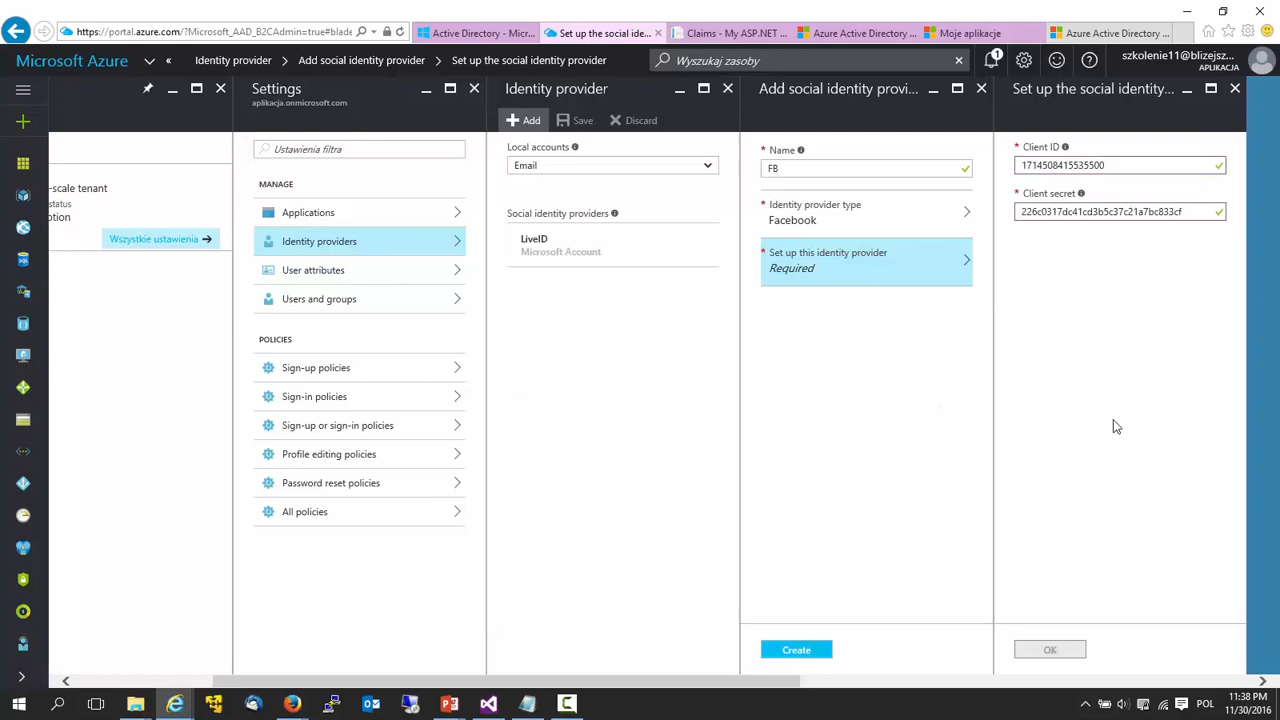 https://portal.azure.com/?Microsoft_AAD_B2CAdmin=true#blade
Active Directory - Micr...
Set up the social ide...
Claims - My ASP.NET ...
Azure Active Directory ...
Moje aplikacje
Azure Active Directory ...
Microsoft Azure
Identity provider
Add social identity provider
Set up the social identity provider
Wyszukaj zasoby
1
szkolenie11@blizejsz...
APLIKACJA
-scale tenant
status
ption
Wszystkie ustawienia
Settings
aplikacja.onmicrosoft.com
Ustawienia filtra
MANAGE
Applications
Identity providers
User attributes
Users and groups
POLICIES
Sign-up policies
Sign-in policies
Sign-up or sign-in policies
Profile editing policies
Password reset policies
All policies
Identity provider
Add
Save
Discard
Local accounts
Email
Social identity providers
LiveID
Microsoft Account
Add social identity provi...
* Name
FB
* Identity provider type
Facebook
* Set up this identity provider
Required
Create
Set up the social identity...
* Client ID
1714508415535500
* Client secret
226c0317dc41cd3b5c37c21a7bc833cf
OK
POL
11:38 PM
11/30/2016